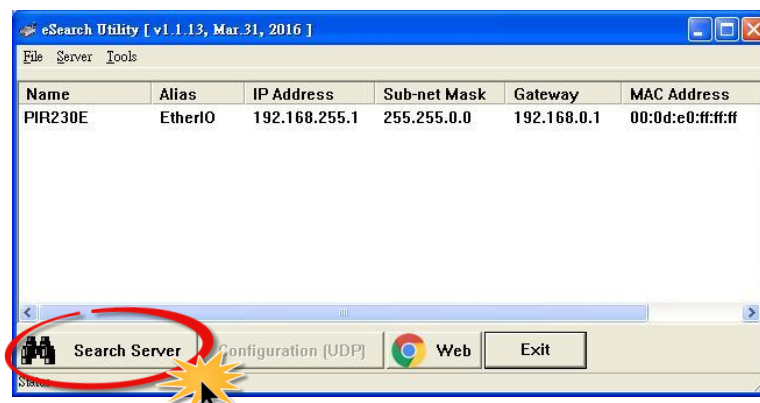 eSearch Utility [ v1.1.13, Mar.31, 2016 ]
File Server Tools
Name Alias IP Address Sub-net Mask Gateway MAC Address
PIR230E EtherIO 192.168.255.1 255.255.0.0 192.168.0.1 00:0d:e0:ff:ff:ff
Search Server Configuration (UDP) Web Exit
Status